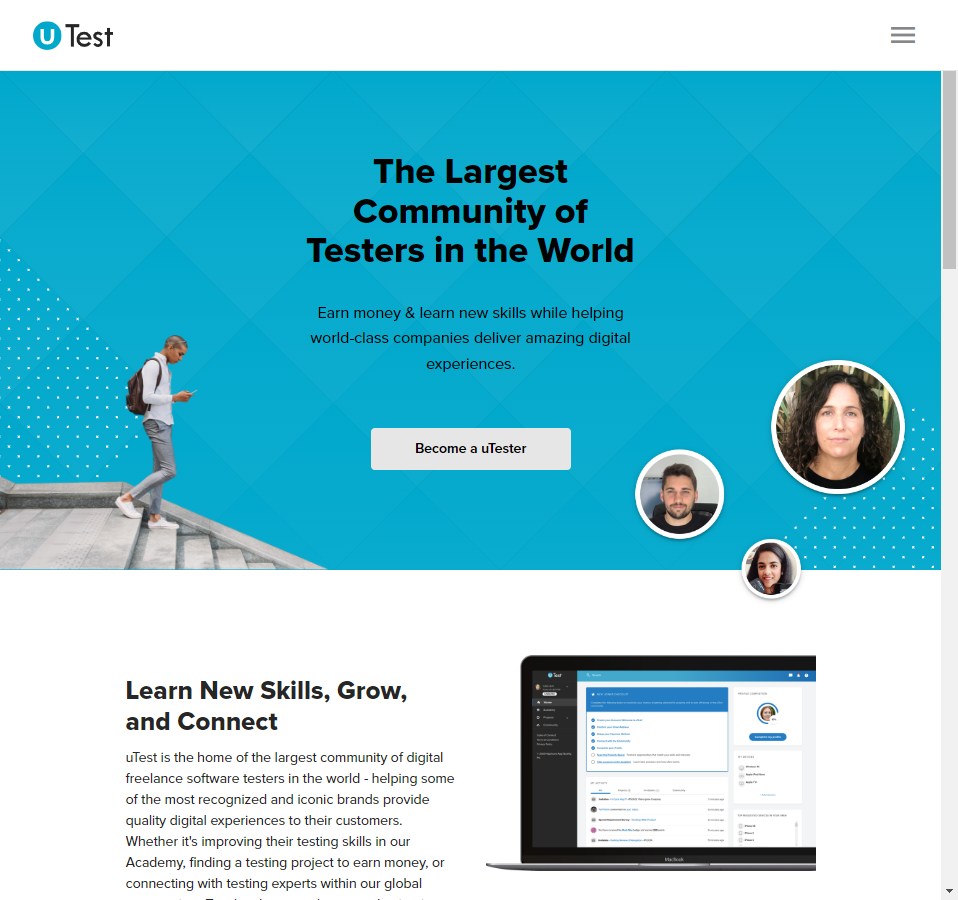 uTest
The Largest
Community of
Testers in the World
Earn money & learn new skills while helping
world-class companies deliver amazing digital
experiences.
Become a uTester
Learn New Skills, Grow,
and Connect
uTest is the home of the largest community of digital
freelance software testers in the world - helping some
of the most recognized and iconic brands provide
quality digital experiences to their customers.
Whether it's improving their testing skills in our
Academy, finding a testing project to earn money, or
connecting with testing experts within our global
uTest
MacBook